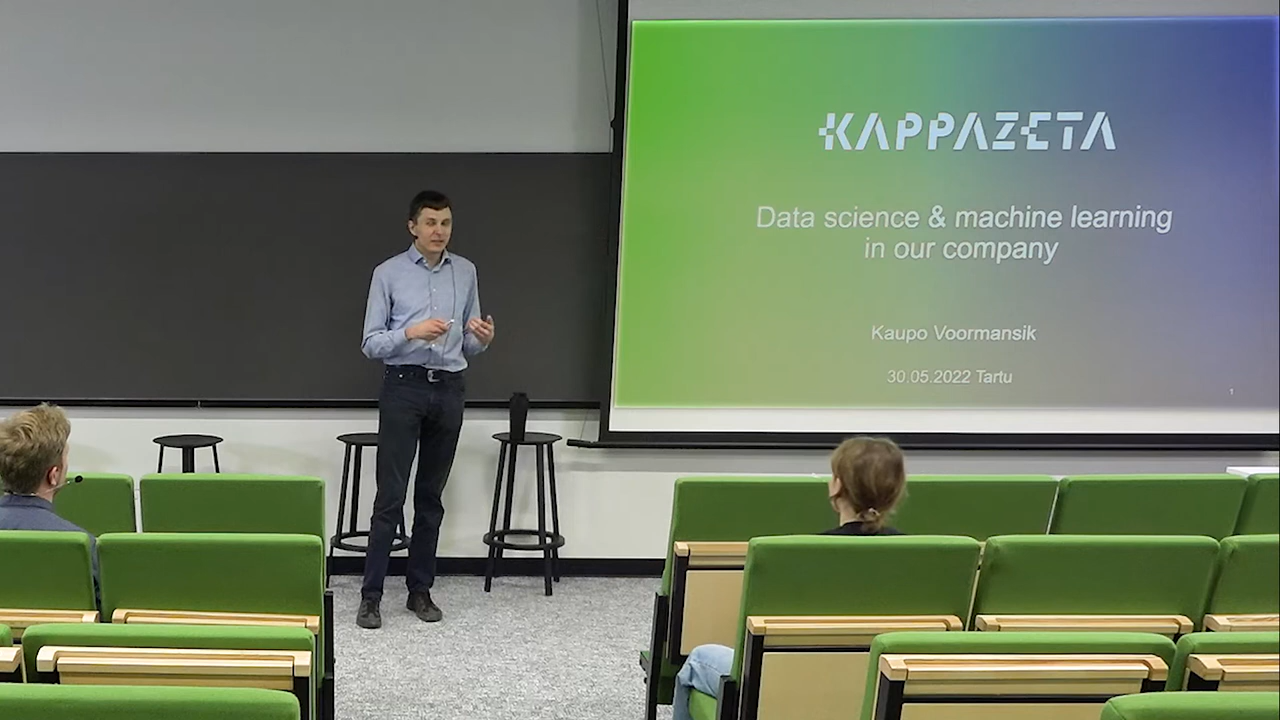 KAPPAZETA
Data science & machine learning
in our company
Kaupo Voormansik
30.05.2022 Tartu
1